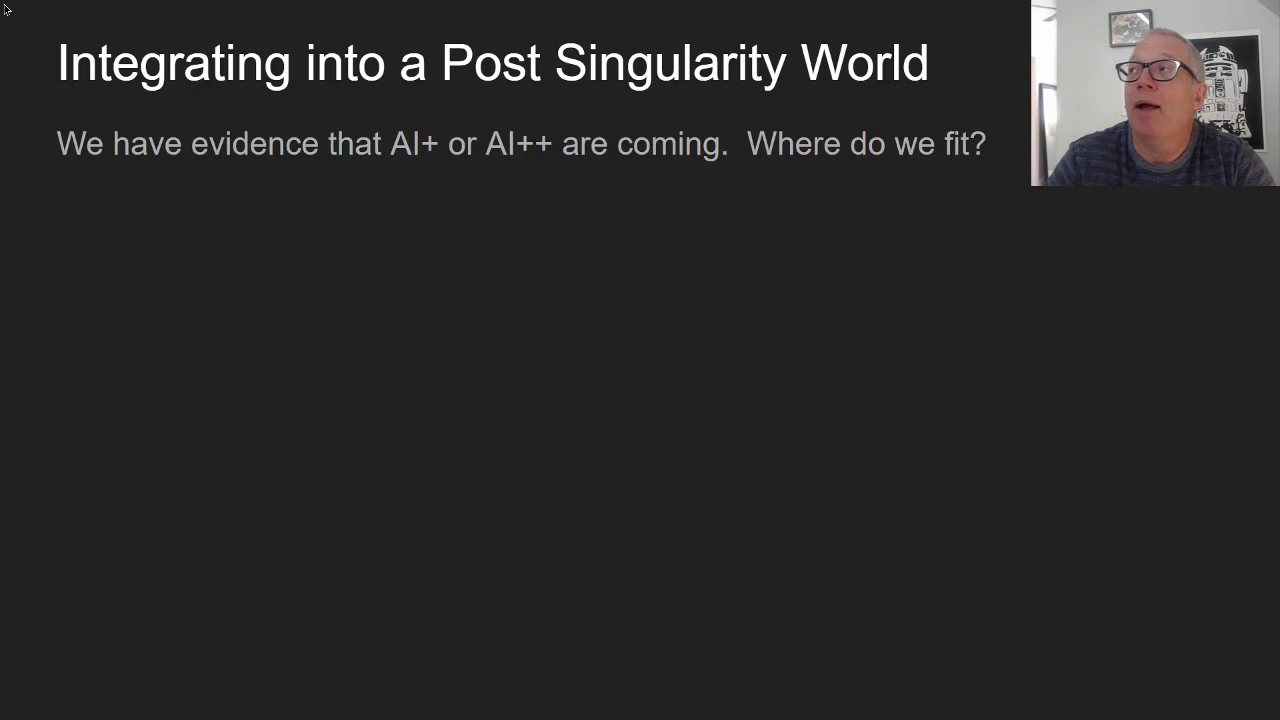 Integrating into a Post Singularity World
We have evidence that AI+ or AI++ are coming.  Where do we fit?